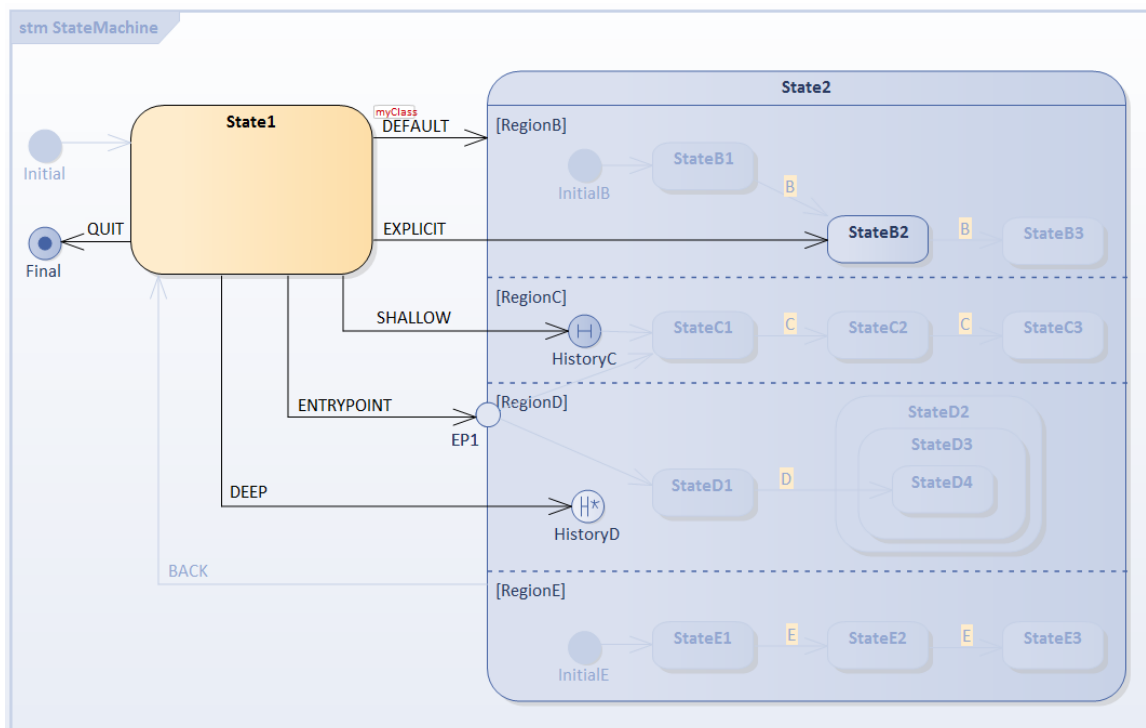 stm StateMachine
State2
myClass
State1
DEFAULT
[RegionB]
Initial
StateB1
InitialB
B
QUIT
EXPLICIT
StateB2
B
StateB3
Final
[RegionC]
SHALLOW
HistoryC
StateC1
C
StateC2
C
StateC3
ENTRYPOINT
EP1
[RegionD]
StateD2
StateD3
StateD1
D
StateD4
DEEP
HistoryD
BACK
[RegionE]
InitialE
StateE1
E
StateE2
E
StateE3